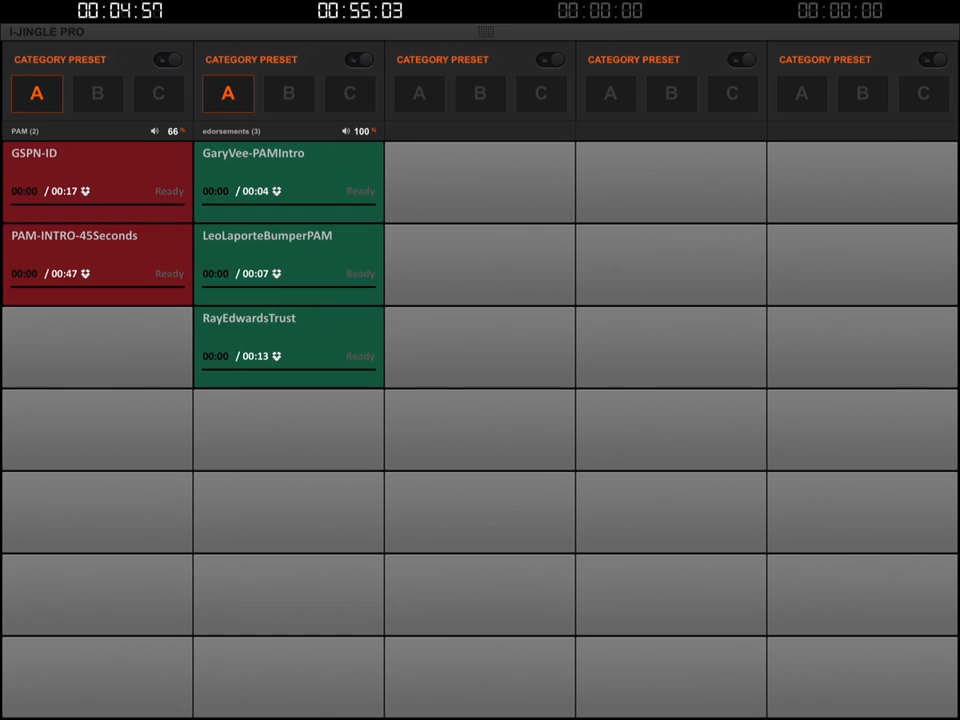 00:04:57 00:55:03 00:00:00 00:00:00
I-JINGLE PRO
CATEGORY PRESET CATEGORY PRESET CATEGORY PRESET CATEGORY PRESET CATEGORY PRESET
A B C A B C A B C A B C A B C
PAM (2) 66 % edorsements (3) 100 %
GSPN-ID GaryVee-PAMIntro
00:00 / 00:17 Ready 00:00 / 00:04 Ready
PAM-INTRO-45Seconds LeoLaporteBumperPAM
00:00 / 00:47 Ready 00:00 / 00:07 Ready
RayEdwardsTrust
00:00 / 00:13 Ready